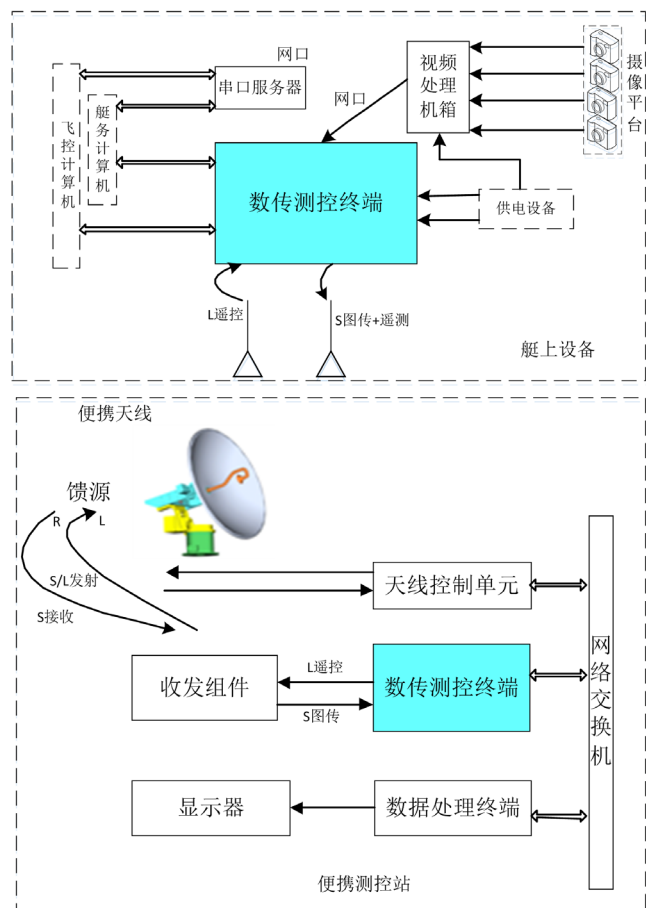 网口
串口服务器
飞控计算机
艇务计算机
网口
视频
处理
机箱
摄像平台
数传测控终端
供电设备
L遥控
S图传+遥测
艇上设备
便携天线
馈源
R
L
S/L发射
S接收
天线控制单元
收发组件
L遥控
S图传
数传测控终端
网络交换机
显示器
数据处理终端
便携测控站